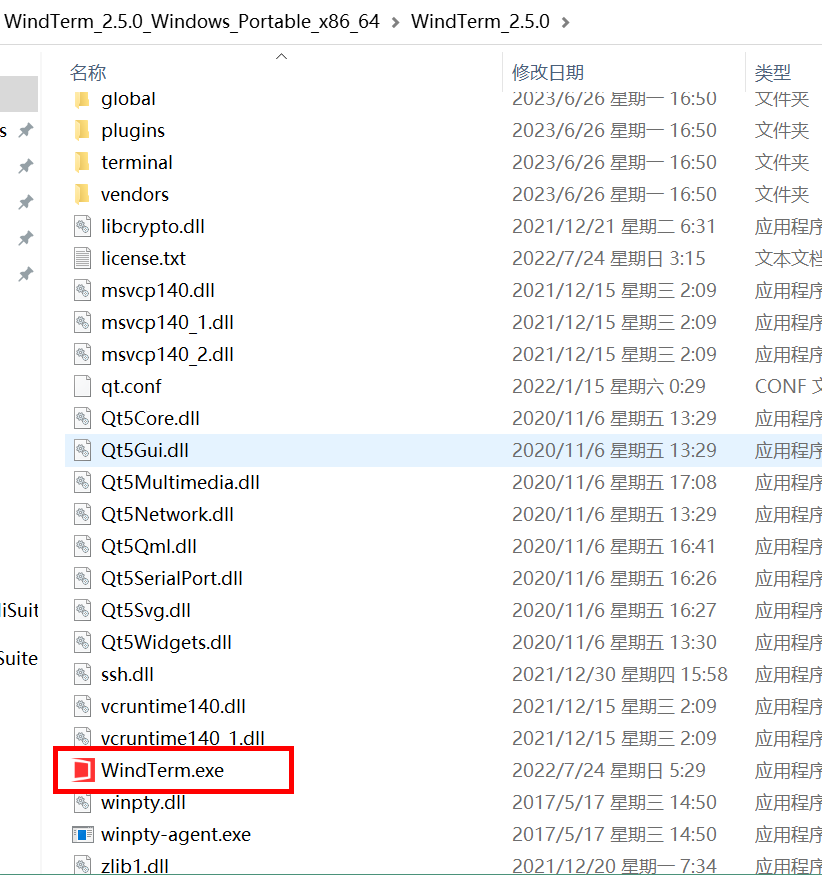 WindTerm_2.5.0_Windows_Portable_x86_64 > WindTerm_2.5.0 >
名称 修改日期 类型
global 2023/6/26 星期一 16:50 文件夹
s plugins 2023/6/26 星期一 16:50 文件夹
terminal 2023/6/26 星期一 16:50 文件夹
vendors 2023/6/26 星期一 16:50 文件夹
libcrypto.dll 2021/12/21 星期二 6:31 应用程序
license.txt 2022/7/24 星期日 3:15 文本文档
msvcp140.dll 2021/12/15 星期三 2:09 应用程序
msvcp140_1.dll 2021/12/15 星期三 2:09 应用程序
msvcp140_2.dll 2021/12/15 星期三 2:09 应用程序
qt.conf 2022/1/15 星期六 0:29 CONF 文
Qt5Core.dll 2020/11/6 星期五 13:29 应用程序
Qt5Gui.dll 2020/11/6 星期五 13:29 应用程序
Qt5Multimedia.dll 2020/11/6 星期五 17:08 应用程序
Qt5Network.dll 2020/11/6 星期五 13:29 应用程序
Qt5Qml.dll 2020/11/6 星期五 16:41 应用程序
Qt5SerialPort.dll 2020/11/6 星期五 16:26 应用程序
iSuit Qt5Svg.dll 2020/11/6 星期五 16:27 应用程序
Qt5Widgets.dll 2020/11/6 星期五 13:30 应用程序
Suite ssh.dll 2021/12/30 星期四 15:58 应用程序
vcruntime140.dll 2021/12/15 星期三 2:09 应用程序
vcruntime140_1.dll 2021/12/15 星期三 2:09 应用程序
WindTerm.exe 2022/7/24 星期日 5:29 应用程序
winpty.dll 2017/5/17 星期三 14:50 应用程序
winpty-agent.exe 2017/5/17 星期三 14:50 应用程序
zlib1.dll 2021/12/20 星期一 7:34 应用程序